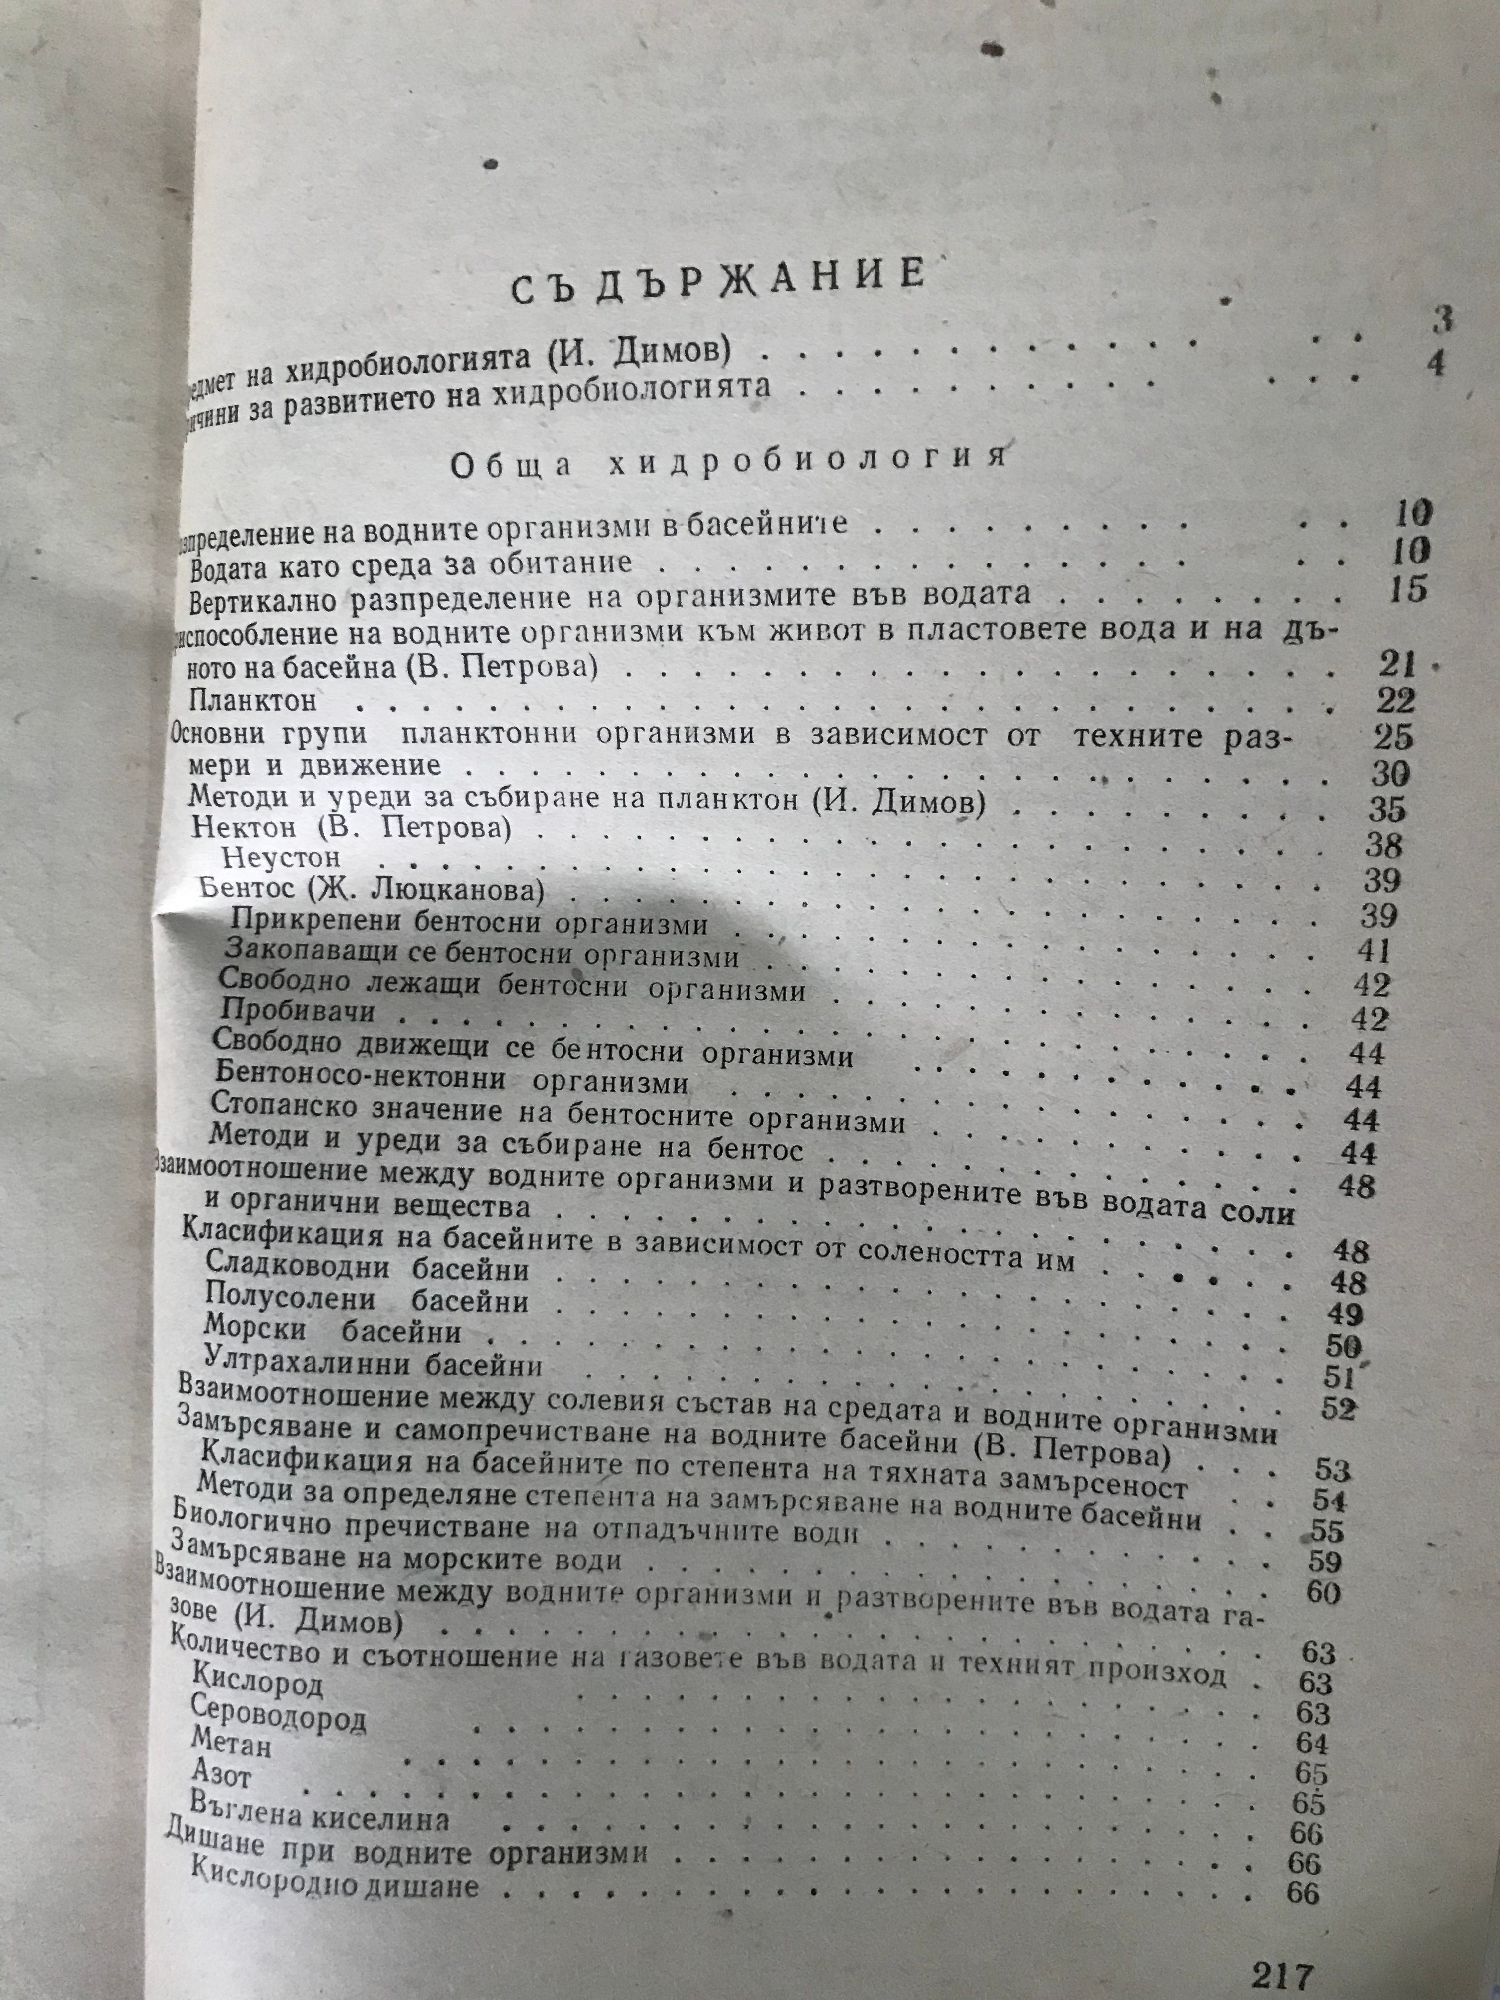 СЪДЪРЖАНИЕ
едмет на хидробиологията (И. Димов) . . . . . . . . . . . . . 3
ичини за развитието на хидробиологията . . . . . . . . . . . . 4
Обща хидробиология
зпределение на водните организми в басейните . . . . . . . . . . 10
Водата като среда за обитание . . . . . . . . . . . . . . . 10
Вертикално разпределение на организмите във водата . . . . . . . . 15
испособление на водните организми към живот в пластовете вода и на дъ-
ното на басейна (В. Петрова) . . . . . . . . . . . . . . . . 21
Планктон . . . . . . . . . . . . . . . . . . . . . . 22
Основни групи планктонни организми в зависимост от техните раз- 25
мери и движение . . . . . . . . . . . . . . . . . . . . 30
Методи и уреди за събиране на планктон (И. Димов) . . . . . . . . 35
Нектон (В. Петрова) . . . . . . . . . . . . . . . . . . 38
Неустон . . . . . . . . . . . . . . . . . . . . . . 39
Бентос (Ж. Люцканова) . . . . . . . . . . . . . . . . . 39
Прикрепени бентосни организми . . . . . . . . . . . . . . 41
Закопаващи се бентосни организми . . . . . . . . . . . . . 42
Свободно лежащи бентосни организми . . . . . . . . . . . . 42
Пробивачи . . . . . . . . . . . . . . . . . . . . . 44
Свободно движещи се бентосни организми . . . . . . . . . . . 44
Бентоносо-нектонни организми . . . . . . . . . . . . . . . 44
Стопанско значение на бентосните организми . . . . . . . . . . 44
Методи и уреди за събиране на бентос . . . . . . . . . . . . 48
заимоотношение между водните организми и разтворените във водата соли
и органични вещества . . . . . . . . . . . . . . . . . . 48
Класификация на басейните в зависимост от солеността им . . . . . . 48
Сладководни басейни . . . . . . . . . . . . . . . . . . 49
Полусолени басейни . . . . . . . . . . . . . . . . . . 50
Морски басейни . . . . . . . . . . . . . . . . . . . 51
Ултрахалинни басейни . . . . . . . . . . . . . . . . . 52
Взаимоотношение между солевия състав на средата и водните организми
Замърсяване и самопречистване на водните басейни (В. Петрова) . . . 53
Класификация на басейните по степента на тяхната замърсеност . . 54
Методи за определяне степента на замърсяване на водните басейни . . 55
Биологично пречистване на отпадъчните води . . . . . . . . . . 59
Замърсяване на морските води . . . . . . . . . . . . . . . 60
Взаимоотношение между водните организми и разтворените във водата га-
зове (И. Димов) . . . . . . . . . . . . . . . . . . . . 63
Количество и съотношение на газовете във водата и техният произход . 63
Кислород . . . . . . . . . . . . . . . . . 63
Сероводород . . . . . . . . . . . . . . . . . . 64
Метан . . . . . . . . . . . . . . . . . . . . 65
Азот . . . . . . . . . . . . . . . . . . . . . . 65
Въглена киселина . . . . . . . . . . . . . . . . . . 66
Дишане при водните организми . . . . . . . . . . . . . . . 66
Кислородно дишане . . . . . . . . . . . . . . . . . . . 66
217